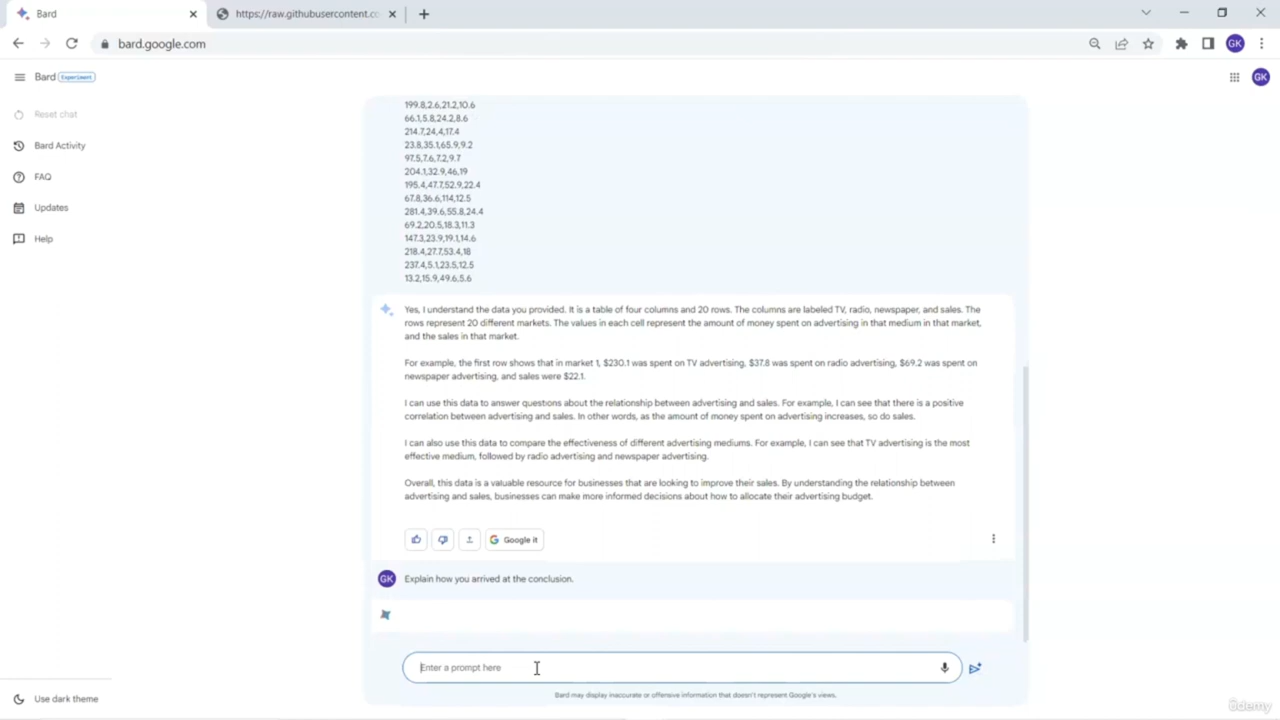 Bard
https://raw.githubusercontent.co
bard.google.com
GK
Bard Experiment
GK
Reset chat
Bard Activity
FAQ
Updates
Help
199.8,2.6,21.2,10.6
66.1,5.8,24.2,8.6
214.7,24,4,17.4
23.8,35.1,65.9,9.2
97.5,7.6,7.2,9.7
204.1,32.9,46,19
195.4,47.7,52.9,22.4
67.8,36.6,114,12.5
281.4,39.6,55.8,24.4
69.2,20.5,18.3,11.3
147.3,23.9,19.1,14.6
218.4,27.7,53.4,18
237.4,5.1,23.5,12.5
13.2,15.9,49.6,5.6
Yes, I understand the data you provided. It is a table of four columns and 20 rows. The columns are labeled TV, radio, newspaper, and sales. The
rows represent 20 different markets. The values in each cell represent the amount of money spent on advertising in that medium in that market,
and the sales in that market.
For example, the first row shows that in market 1, $230.1 was spent on TV advertising, $37.8 was spent on radio advertising, $69.2 was spent on
newspaper advertising, and sales were $22.1.
I can use this data to answer questions about the relationship between advertising and sales. For example, I can see that there is a positive
correlation between advertising and sales. In other words, as the amount of money spent on advertising increases, so do sales.
I can also use this data to compare the effectiveness of different advertising mediums. For example, I can see that TV advertising is the most
effective medium, followed by radio advertising and newspaper advertising.
Overall, this data is a valuable resource for businesses that are looking to improve their sales. By understanding the relationship between
advertising and sales, businesses can make more informed decisions about how to allocate their advertising budget.
G Google it
GK Explain how you arrived at the conclusion.
Enter a prompt here
Bard may display inaccurate or offensive information that doesn't represent Google's views.
Use dark theme
ûdemy